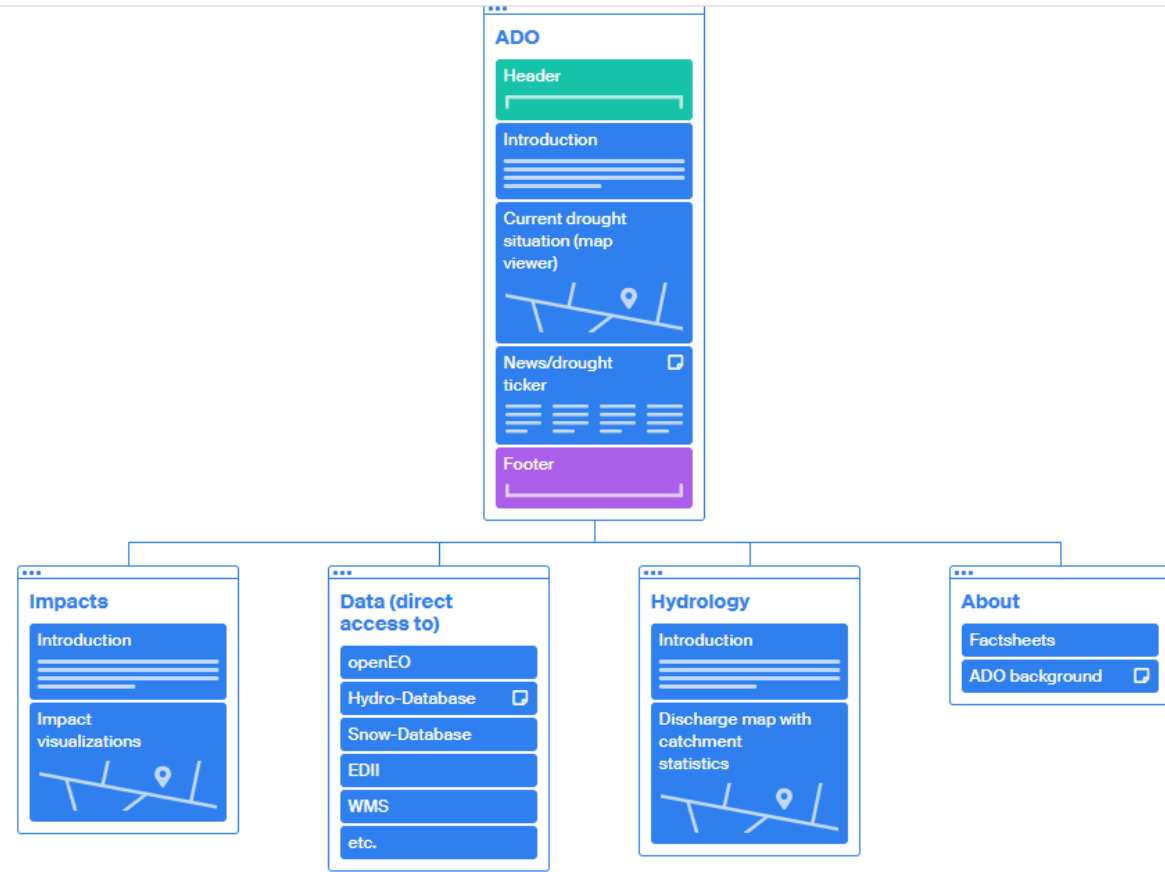 ADO
Header
Introduction
Current drought
situation (map
viewer)
News/drought
ticker
Footer
Impacts
Introduction
Impact
visualizations
Data (direct
access to)
openEO
Hydro-Database
Snow-Database
EDII
WMS
etc.
Hydrology
Introduction
Discharge map with
catchment
statistics
About
Factsheets
ADO background